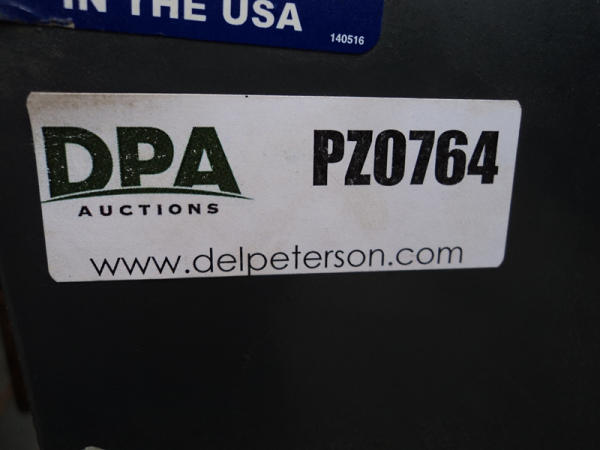 IN THE USA
140516
DPA
AUCTIONS
PZ0764
www.delpeterson.com